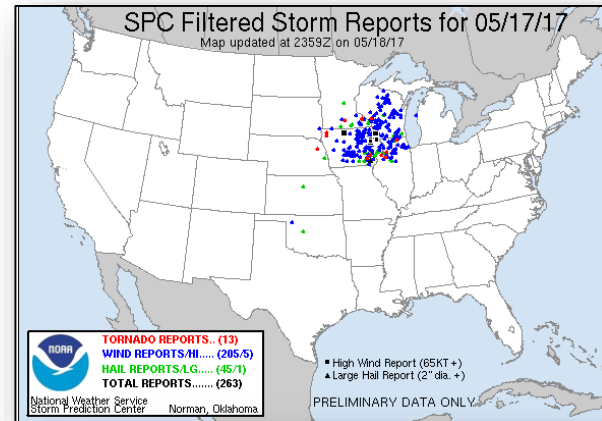 SPC Filtered Storm Reports for 05/17/17
Map updated at 2359Z on 05/18/17
TORNADO REPORTS.. (13)
WIND REPORTS/HI..... (205/5)
HAIL REPORTS/LG..... (45/1)
TOTAL REPORTS....... (263)
NOAA
National Weather Service
Storm Prediction Center Norman, Oklahoma
■ High Wind Report (65KT +)
▲ Large Hail Report (2" dia. +)
PRELIMINARY DATA ONLY